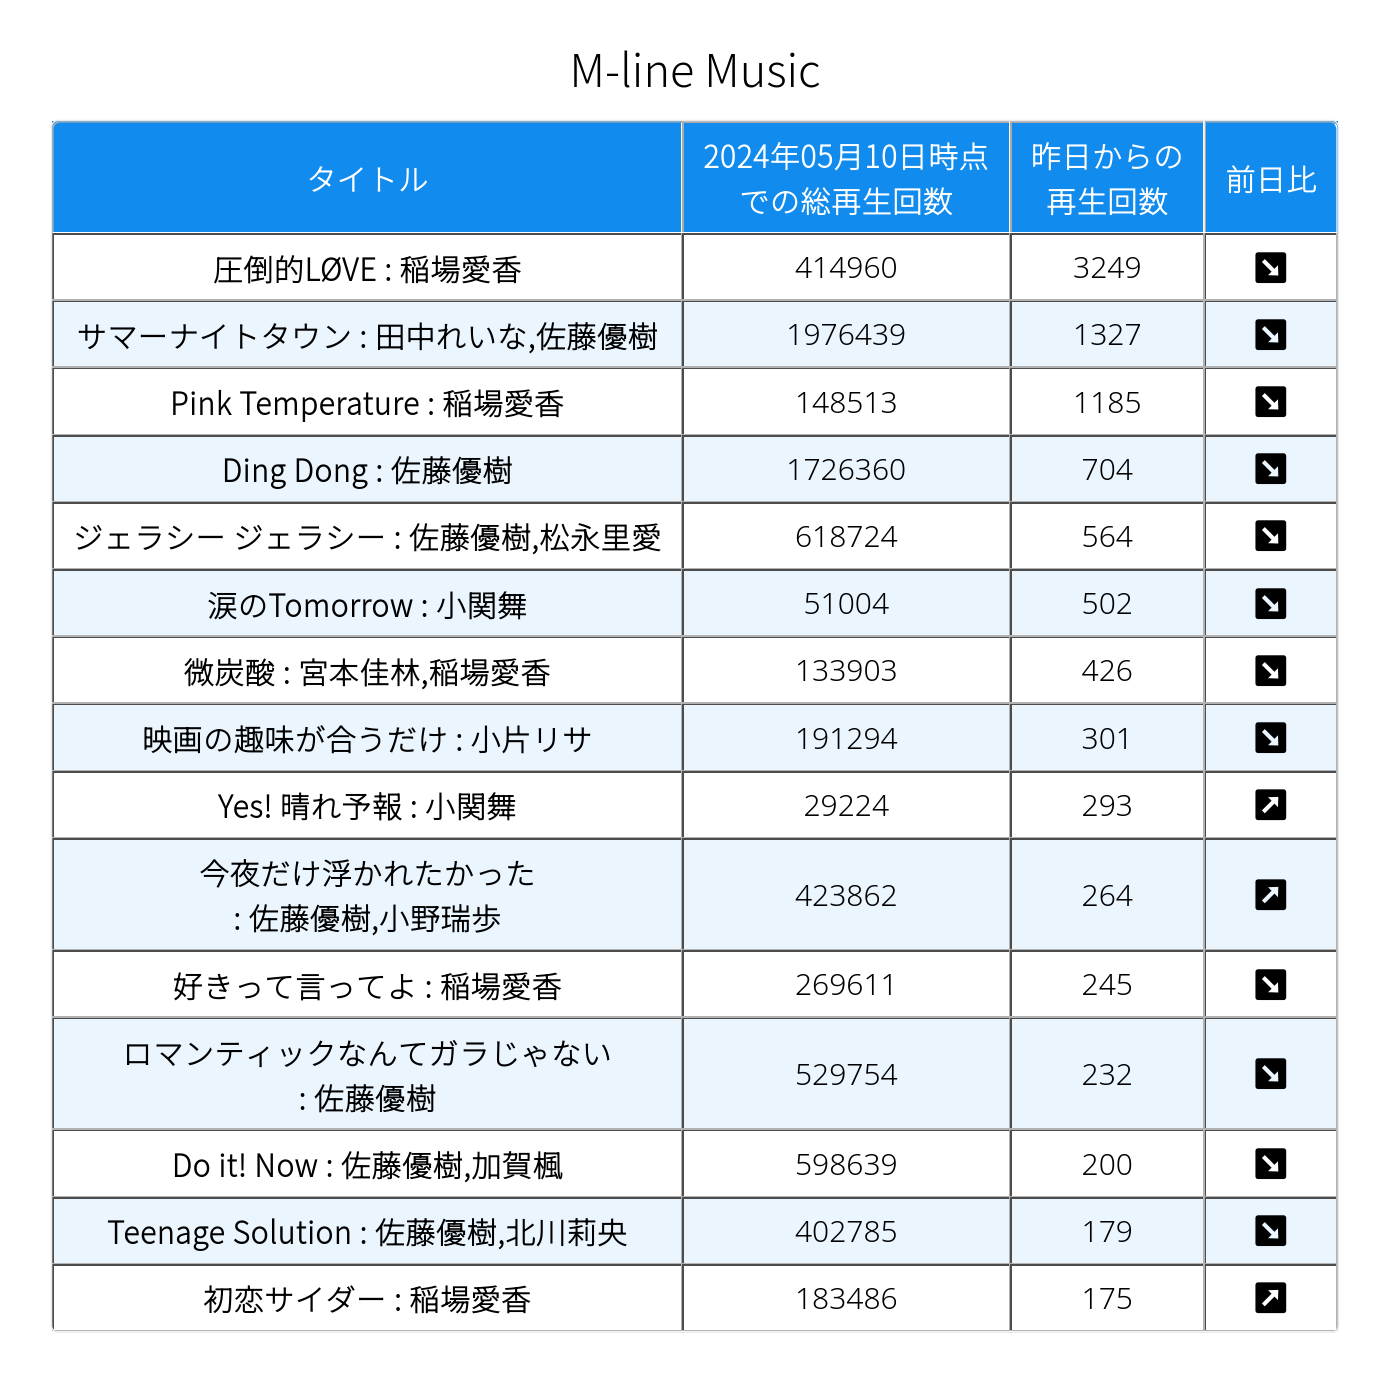 M-line Music
タイトル 2024年05月10日時点での総再生回数 昨日からの再生回数 前日比
圧倒的LØVE : 稲場愛香 414960 3249 ↘
サマーナイトタウン : 田中れいな,佐藤優樹 1976439 1327 ↘
Pink Temperature : 稲場愛香 148513 1185 ↘
Ding Dong : 佐藤優樹 1726360 704 ↘
ジェラシー ジェラシー : 佐藤優樹,松永里愛 618724 564 ↘
涙のTomorrow : 小関舞 51004 502 ↘
微炭酸 : 宮本佳林,稲場愛香 133903 426 ↘
映画の趣味が合うだけ : 小片リサ 191294 301 ↘
Yes! 晴れ予報 : 小関舞 29224 293 ↗
今夜だけ浮かれたかった : 佐藤優樹,小野瑞歩 423862 264 ↗
好きって言ってよ : 稲場愛香 269611 245 ↘
ロマンティックなんてガラじゃない : 佐藤優樹 529754 232 ↘
Do it! Now : 佐藤優樹,加賀楓 598639 200 ↘
Teenage Solution : 佐藤優樹,北川莉央 402785 179 ↘
初恋サイダー : 稲場愛香 183486 175 ↗